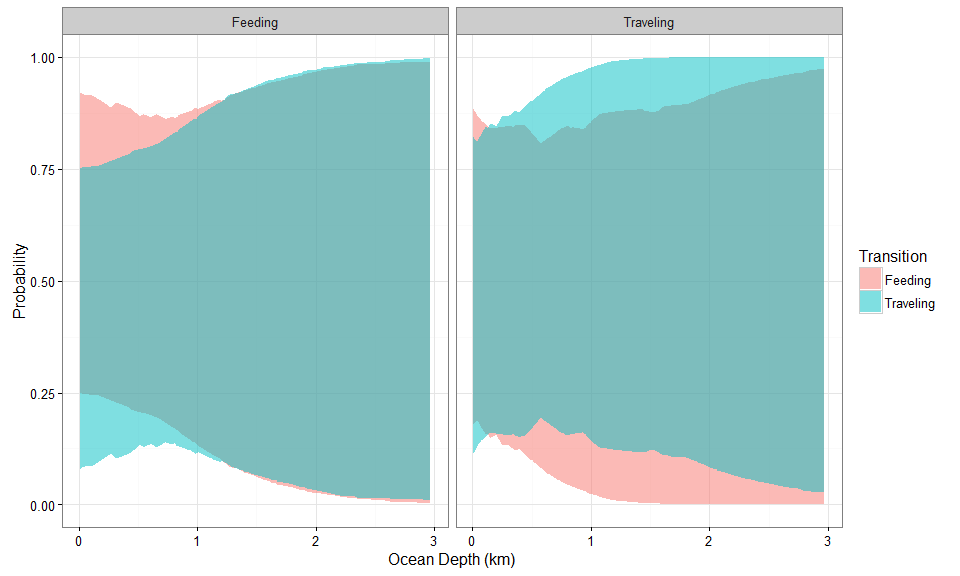 Feeding
Traveling
1.00
0.75
0.50
0.25
0.00
Probability
0 1 2 3
0 1 2 3
Ocean Depth (km)
Transition
Feeding
Traveling